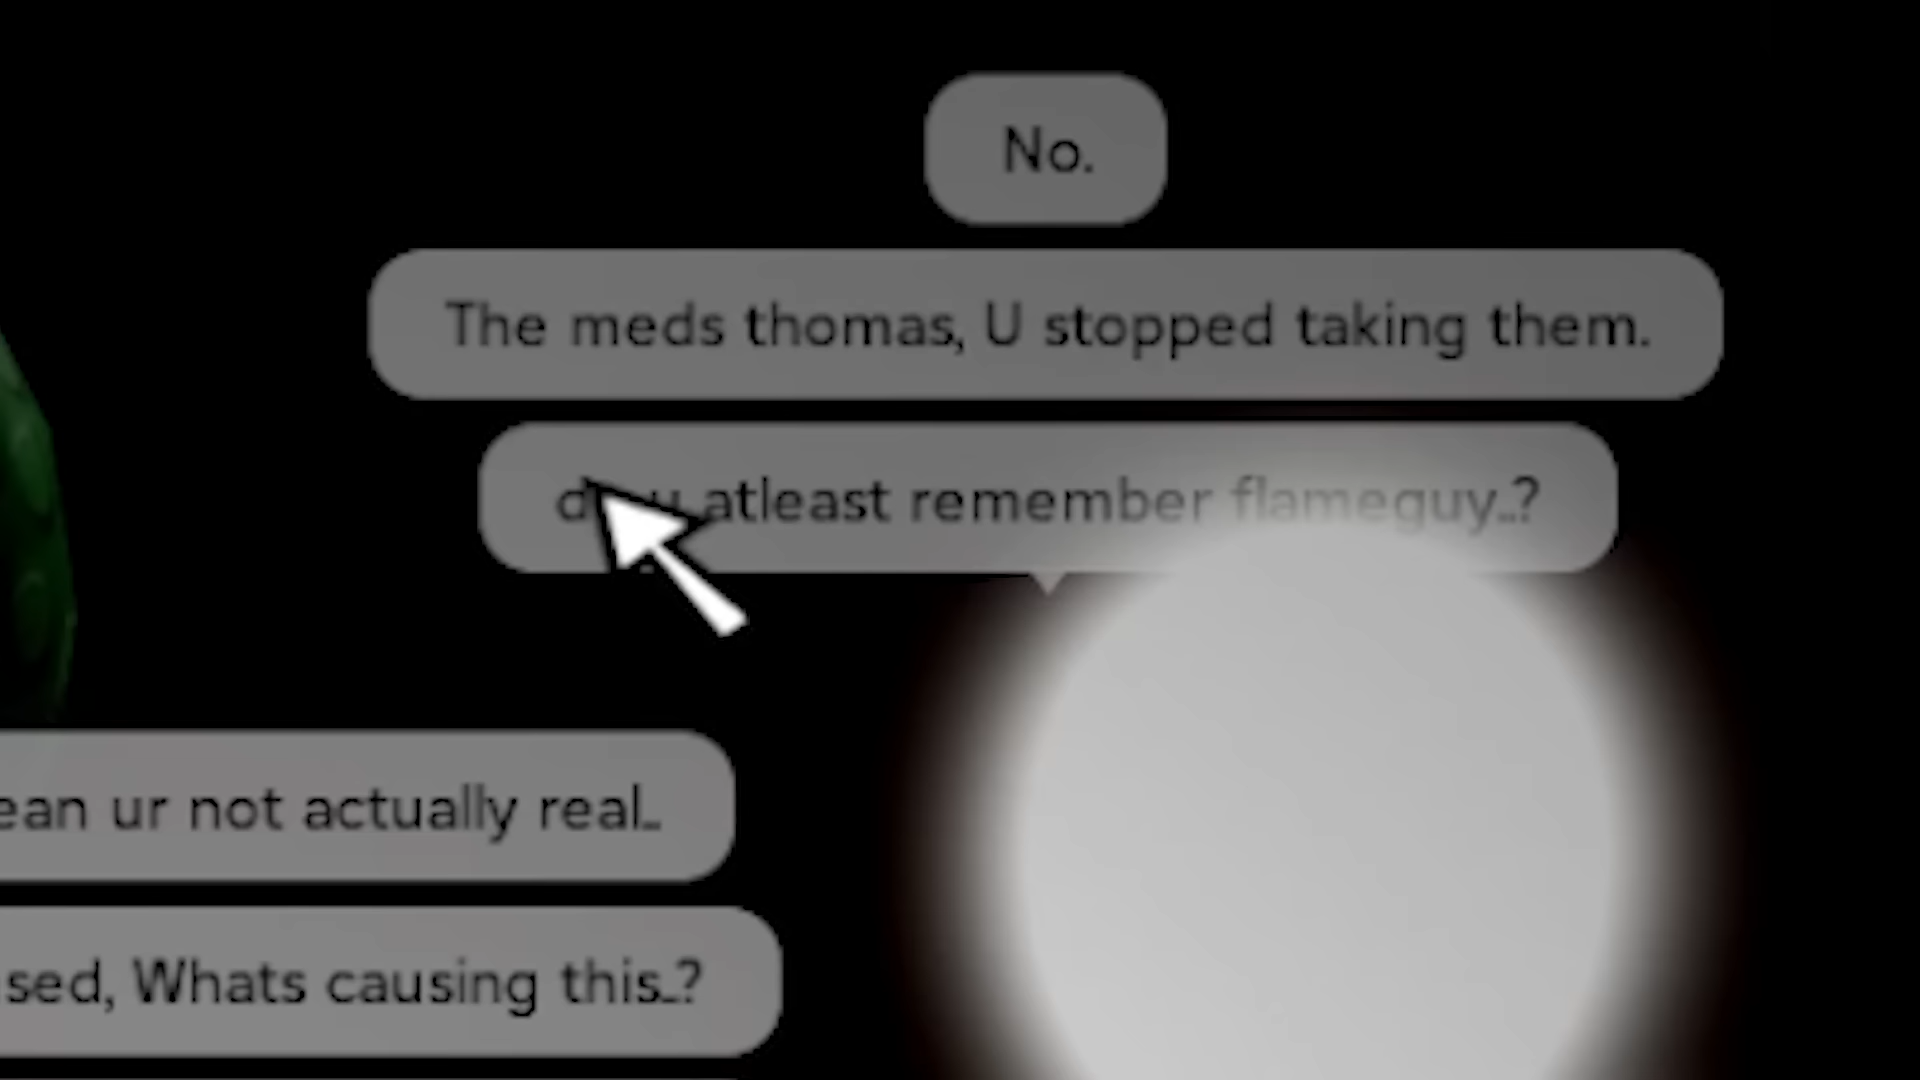 No.
The meds thomas, U stopped taking them.
atleast remember flameguy..?
ean ur not actually real..
sed, Whats causing this..?